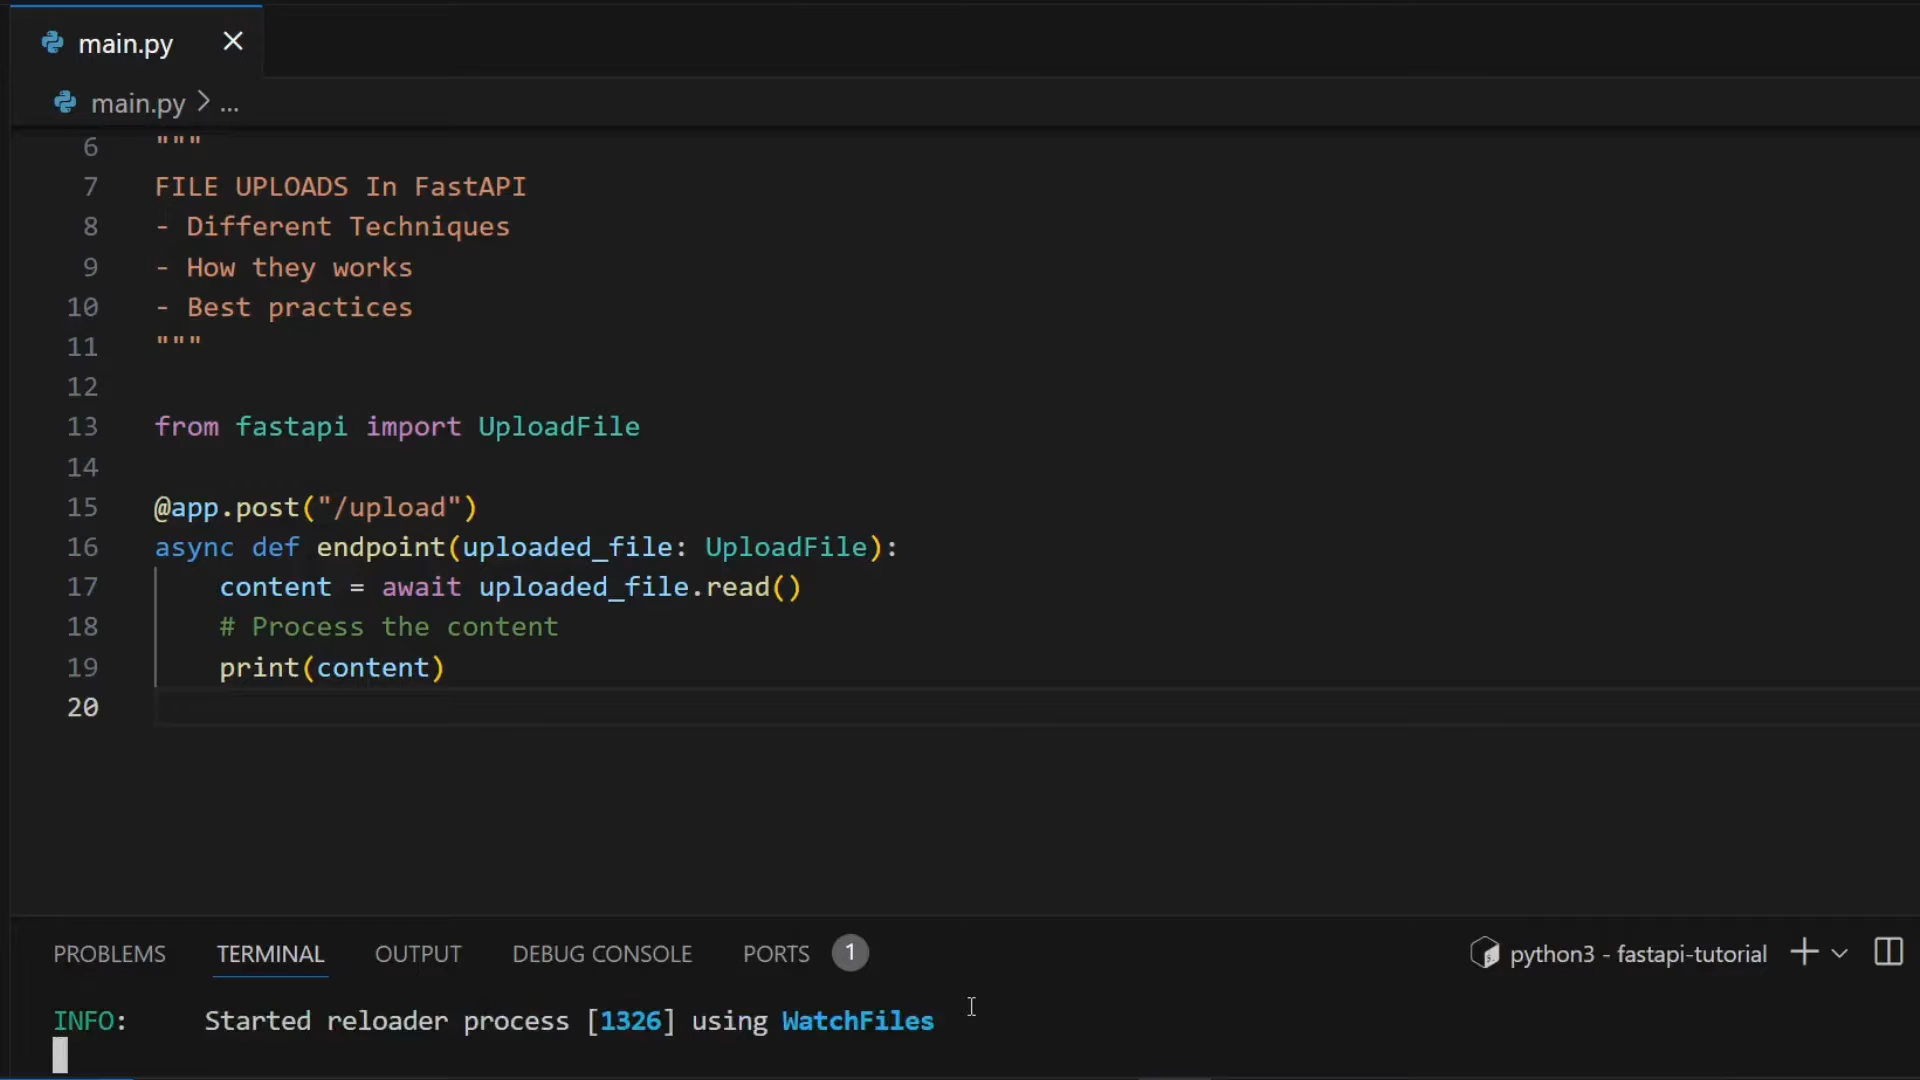 main.py
main.py > ...
6 """
7 FILE UPLOADS In FastAPI
8 - Different Techniques
9 - How they works
10 - Best practices
11 """
12
13 from fastapi import UploadFile
14
15 @app.post("/upload")
16 async def endpoint(uploaded_file: UploadFile):
17     content = await uploaded_file.read()
18     # Process the content
19     print(content)
20
PROBLEMS TERMINAL OUTPUT DEBUG CONSOLE PORTS 1 python3 - fastapi-tutorial
INFO:     Started reloader process [1326] using WatchFiles